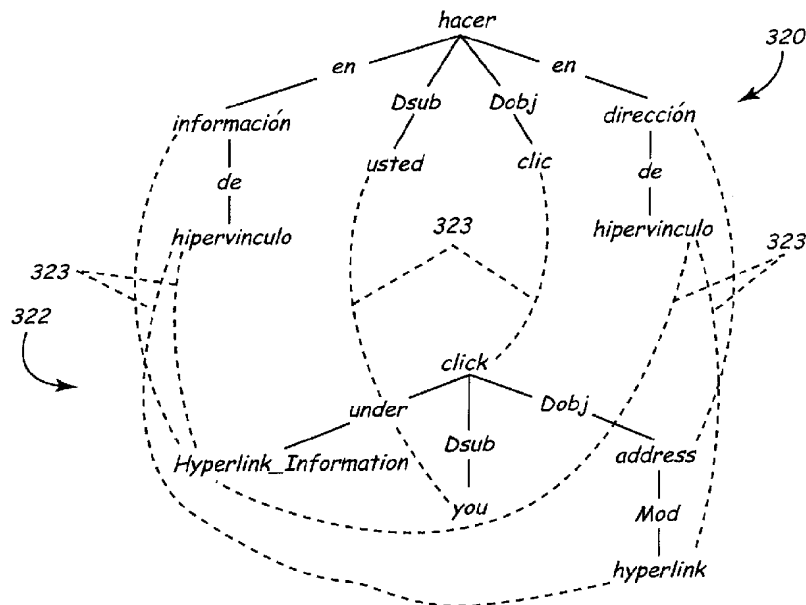 hacer
320
en
en
Dsub
Dobj
información
dirección
usted
clic
de
de
hipervinculo
323
hipervinculo
323
323
322
click
under
Dobj
Dsub
Hyperlink_Information
address
you
Mod
hyperlink